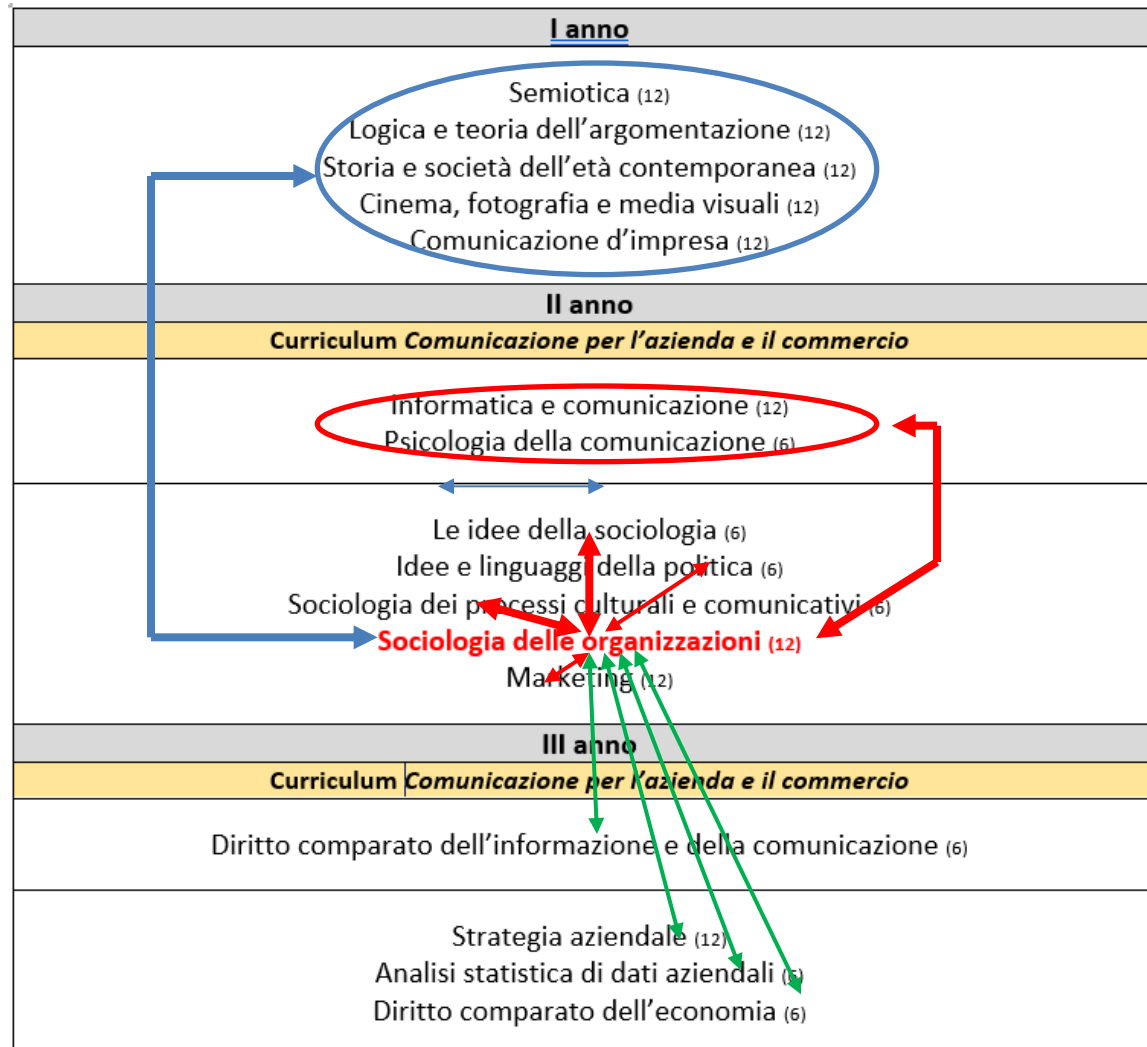 I anno
Semiotica (12)
Logica e teoria dell'argomentazione (12)
Storia e società dell'età contemporanea (12)
Cinema, fotografia e media visuali (12)
Comunicazione d'impresa (12)
II anno
Curriculum Comunicazione per l'azienda e il commercio
Informatica e comunicazione (12)
Psicologia della comunicazione (6)
Le idee della sociologia (6)
Idee e linguaggi della politica (6)
Sociologia dei processi culturali e comunicativi (6)
Sociologia delle organizzazioni (12)
Marketing (12)
III anno
Curriculum Comunicazione per l'azienda e il commercio
Diritto comparato dell'informazione e della comunicazione (6)
Strategia aziendale (12)
Analisi statistica di dati aziendali (6)
Diritto comparato dell'economia (6)